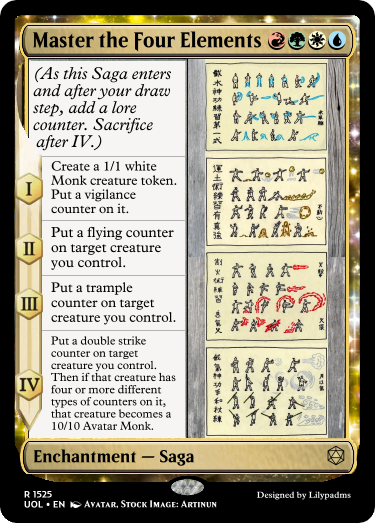 Master the Four Elements
(As this Saga enters
and after your draw
step, add a lore
counter. Sacrifice
after IV.)
I
Create a 1/1 white
Monk creature token.
Put a vigilance
counter on it.
II
Put a flying counter
on target creature
you control.
III
Put a trample
counter on target
creature you control.
IV
Put a double strike
counter on target
creature you control.
Then if that creature has
four or more different
types of counters on it,
that creature becomes a
10/10 Avatar Monk.
Enchantment — Saga
R 1525
UOL • EN Avatar, Stock Image: Artinun
Designed by Lilypadms